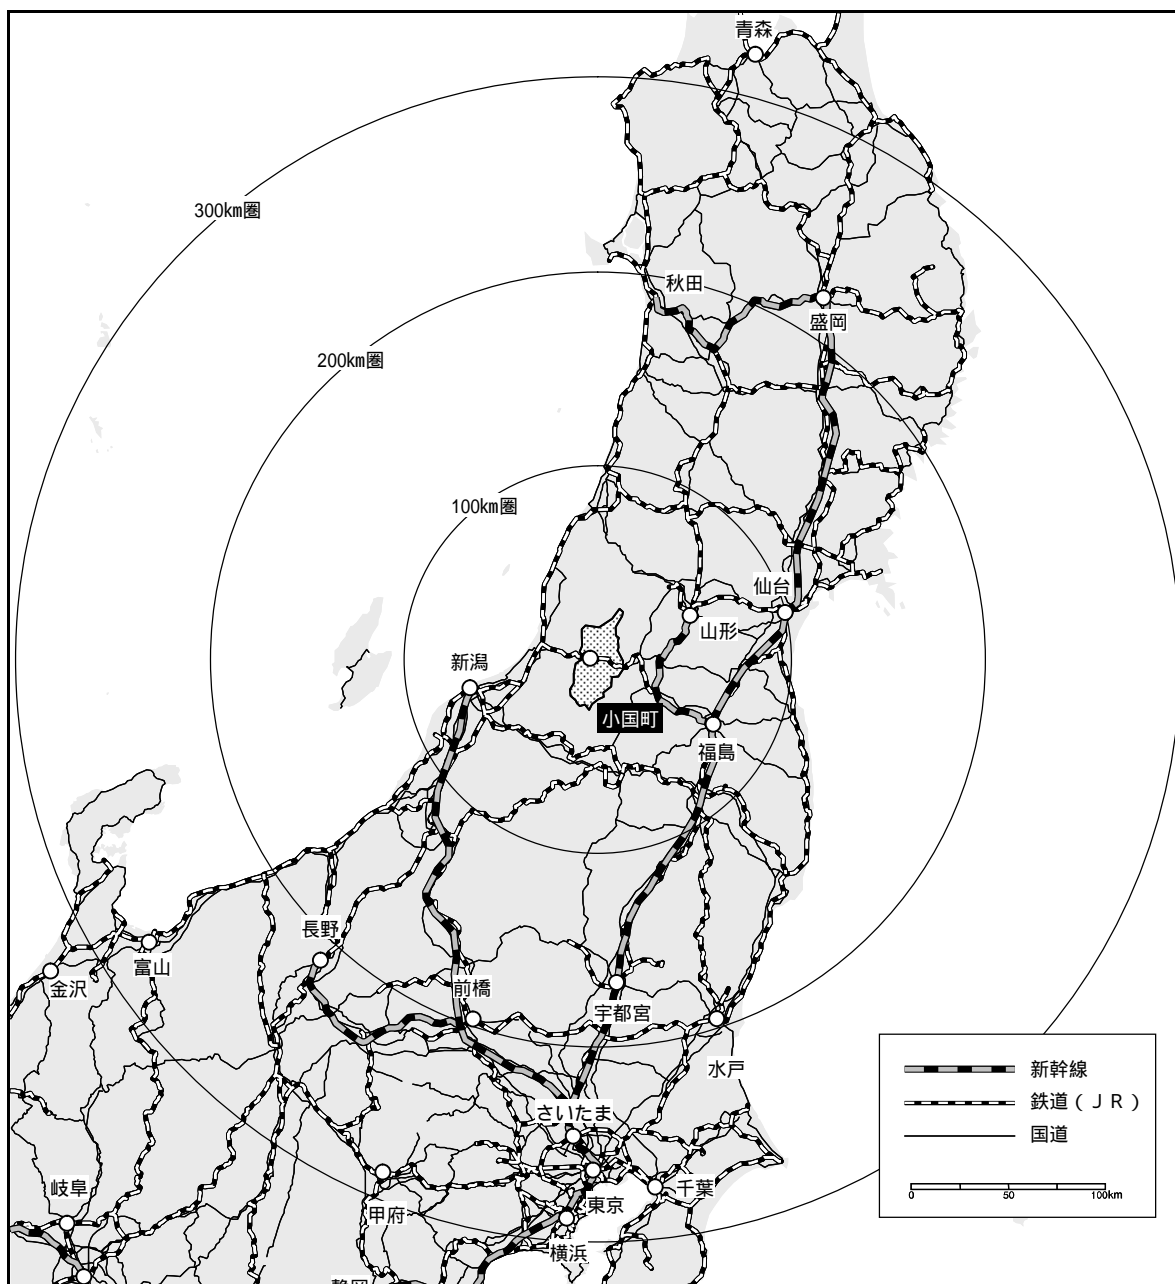 青森
300km圏
秋田
盛岡
200km圏
100km圏
仙台
山形
新潟
小国町
福島
長野
富山
金沢
前橋
宇都宮
水戸
新幹線
鉄道（ＪＲ）
国道
0 50 100km
さいたま
千葉
岐阜
東京
甲府
横浜
静岡